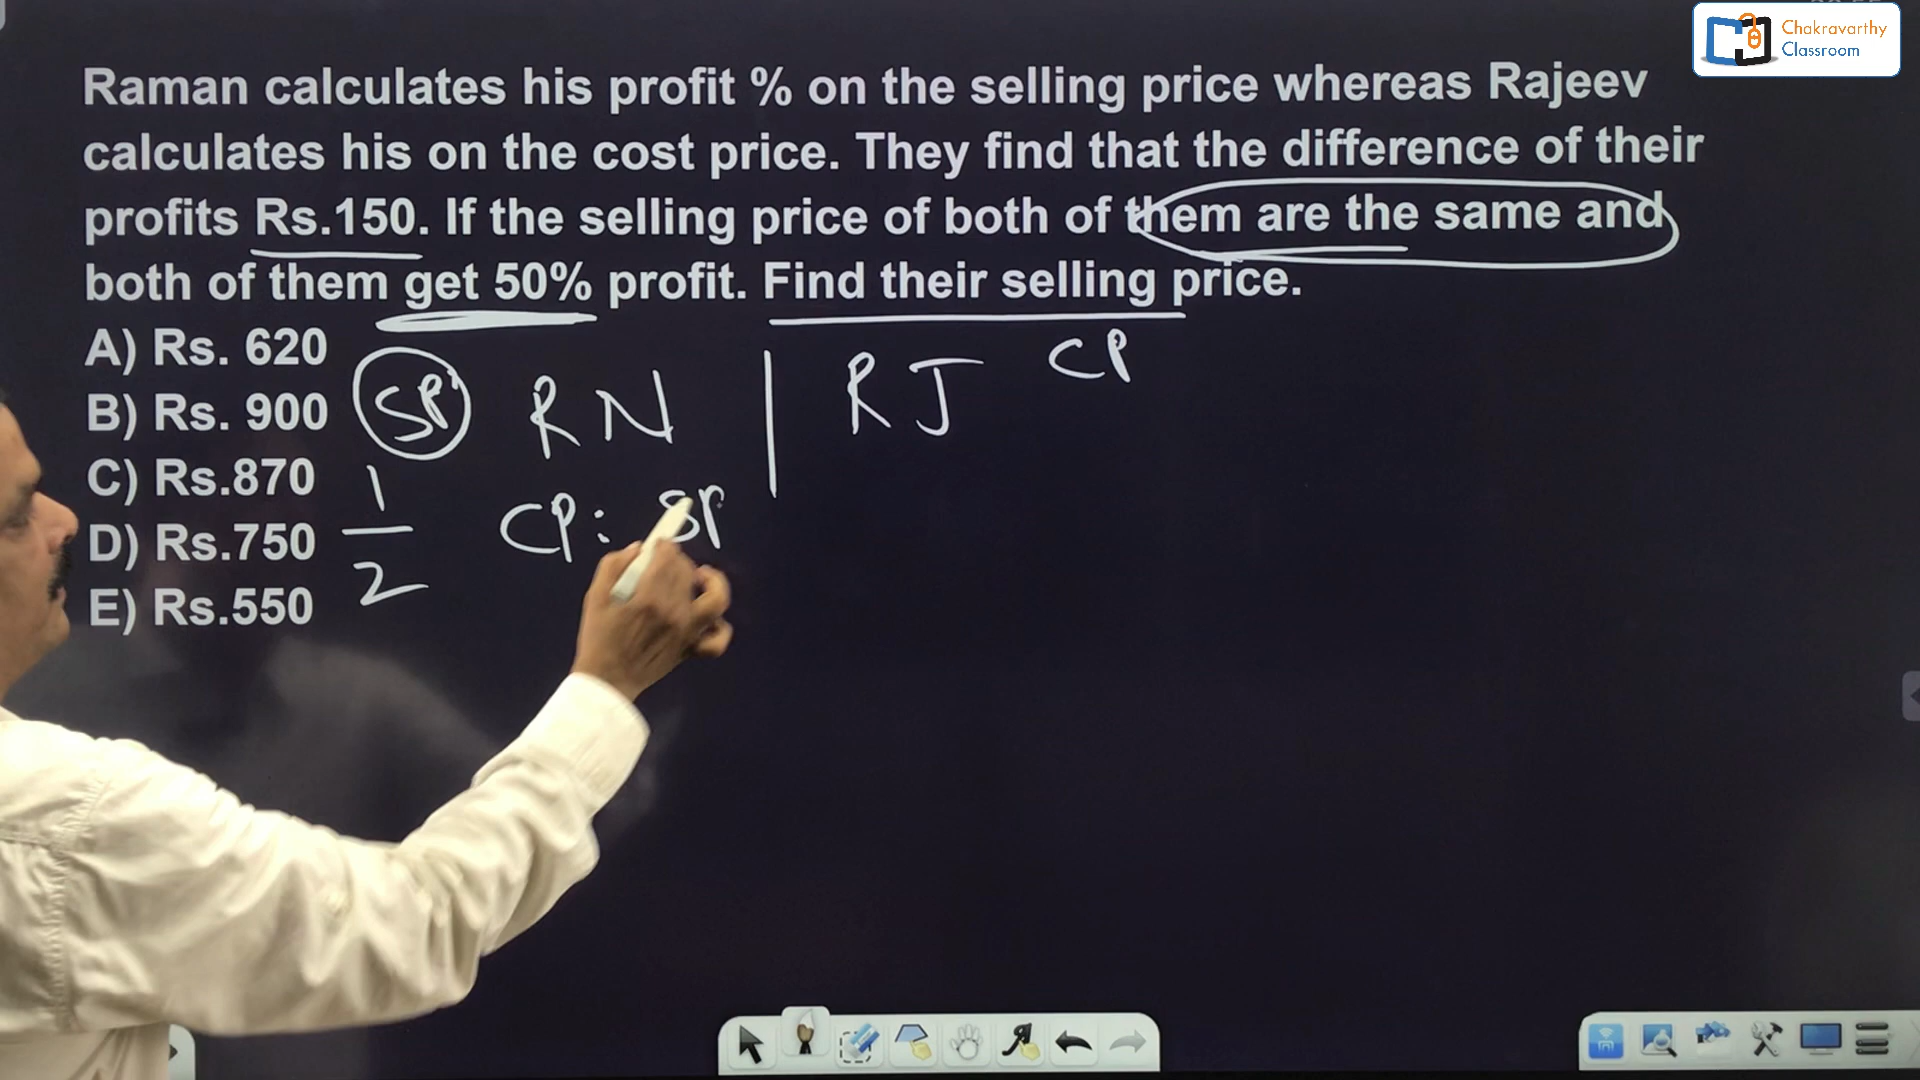 Chakravarthy
Classroom
Raman calculates his profit % on the selling price whereas Rajeev
calculates his on the cost price. They find that the difference of their
profits Rs.150. If the selling price of both of them are the same and
both of them get 50% profit. Find their selling price.
A) Rs. 620
B) Rs. 900
C) Rs.870
D) Rs.750
E) Rs.550
SP RN | RJ CP
1
2
CP: SP